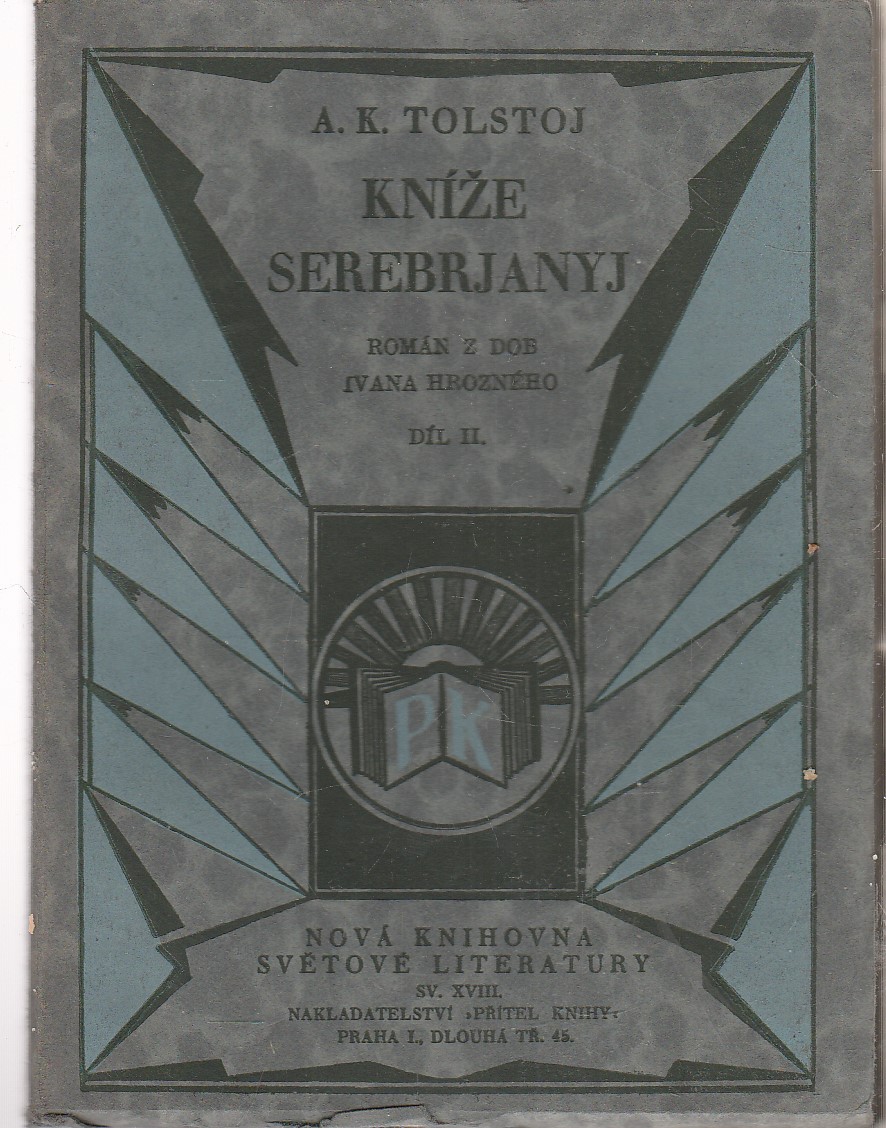 A. K. TOLSTOJ
KNÍŽE
SEREBRJANYJ
ROMÁN Z DOB
IVANA HROZNÉHO
DÍL II.
PK
NOVÁ KNIHOVNA
SVĚTOVÉ LITERATURY
SV. XVIII.
NAKLADATELSTVÍ »PŘÍTEL KNIHY«
PRAHA I., DLOUHÁ TŘ. 45.